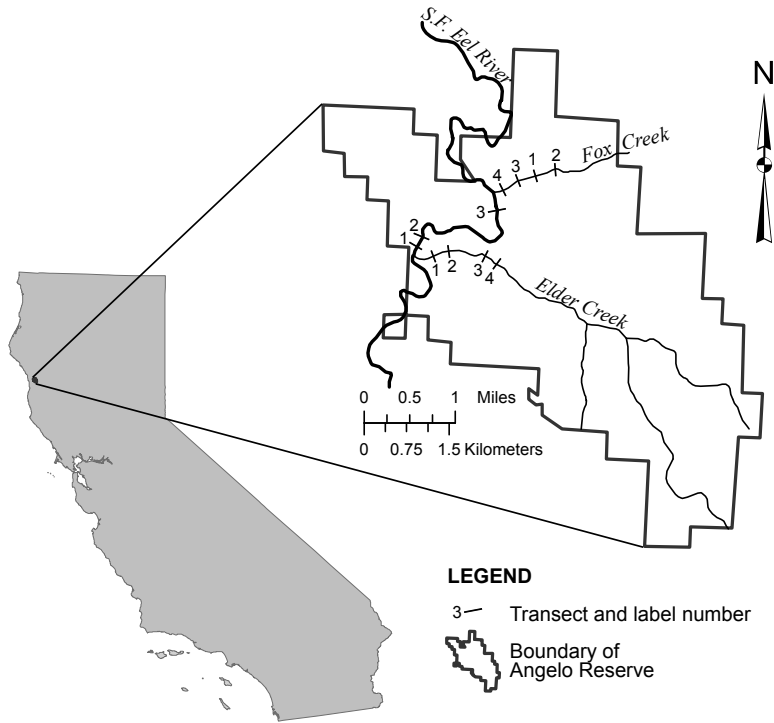 S.F. Eel River
N
Fox Creek
4 3 1 2
3
2
1
1 2 3 4
Elder Creek
0 0.5 1 Miles
0 0.75 1.5 Kilometers
LEGEND
3 Transect and label number
Boundary of
Angelo Reserve